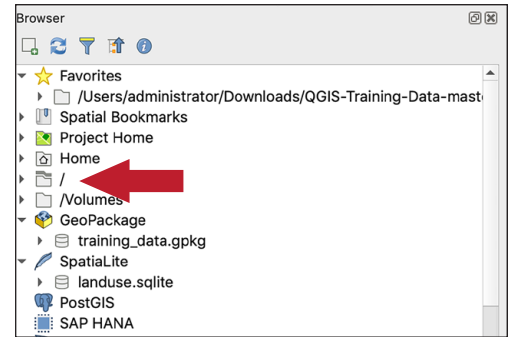 Browser
Favorites
/Users/administrator/Downloads/QGIS-Training-Data-mast
Spatial Bookmarks
Project Home
Home
/
/Volumes
GeoPackage
training_data.gpkg
SpatiaLite
landuse.sqlite
PostGIS
SAP HANA